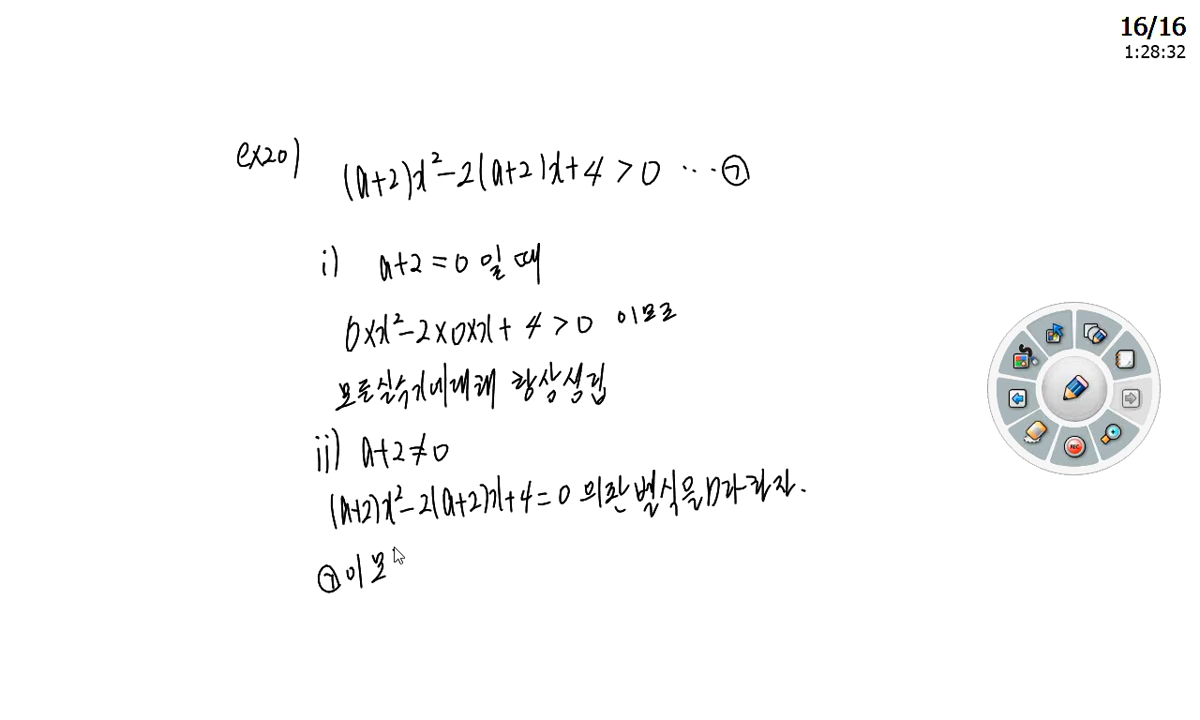 16/16
1:28:32
ex20)
(a+2)x²-2(a+2)x+4>0 …㉠
i) a+2=0 일 때
0×x²-2×0×x+4>0 이므로
모든실수x에대해 항상성립
ii) a+2≠0
(a+2)x²-2(a+2)x+4=0 의판별식을D라하자.
㉠이모
REC